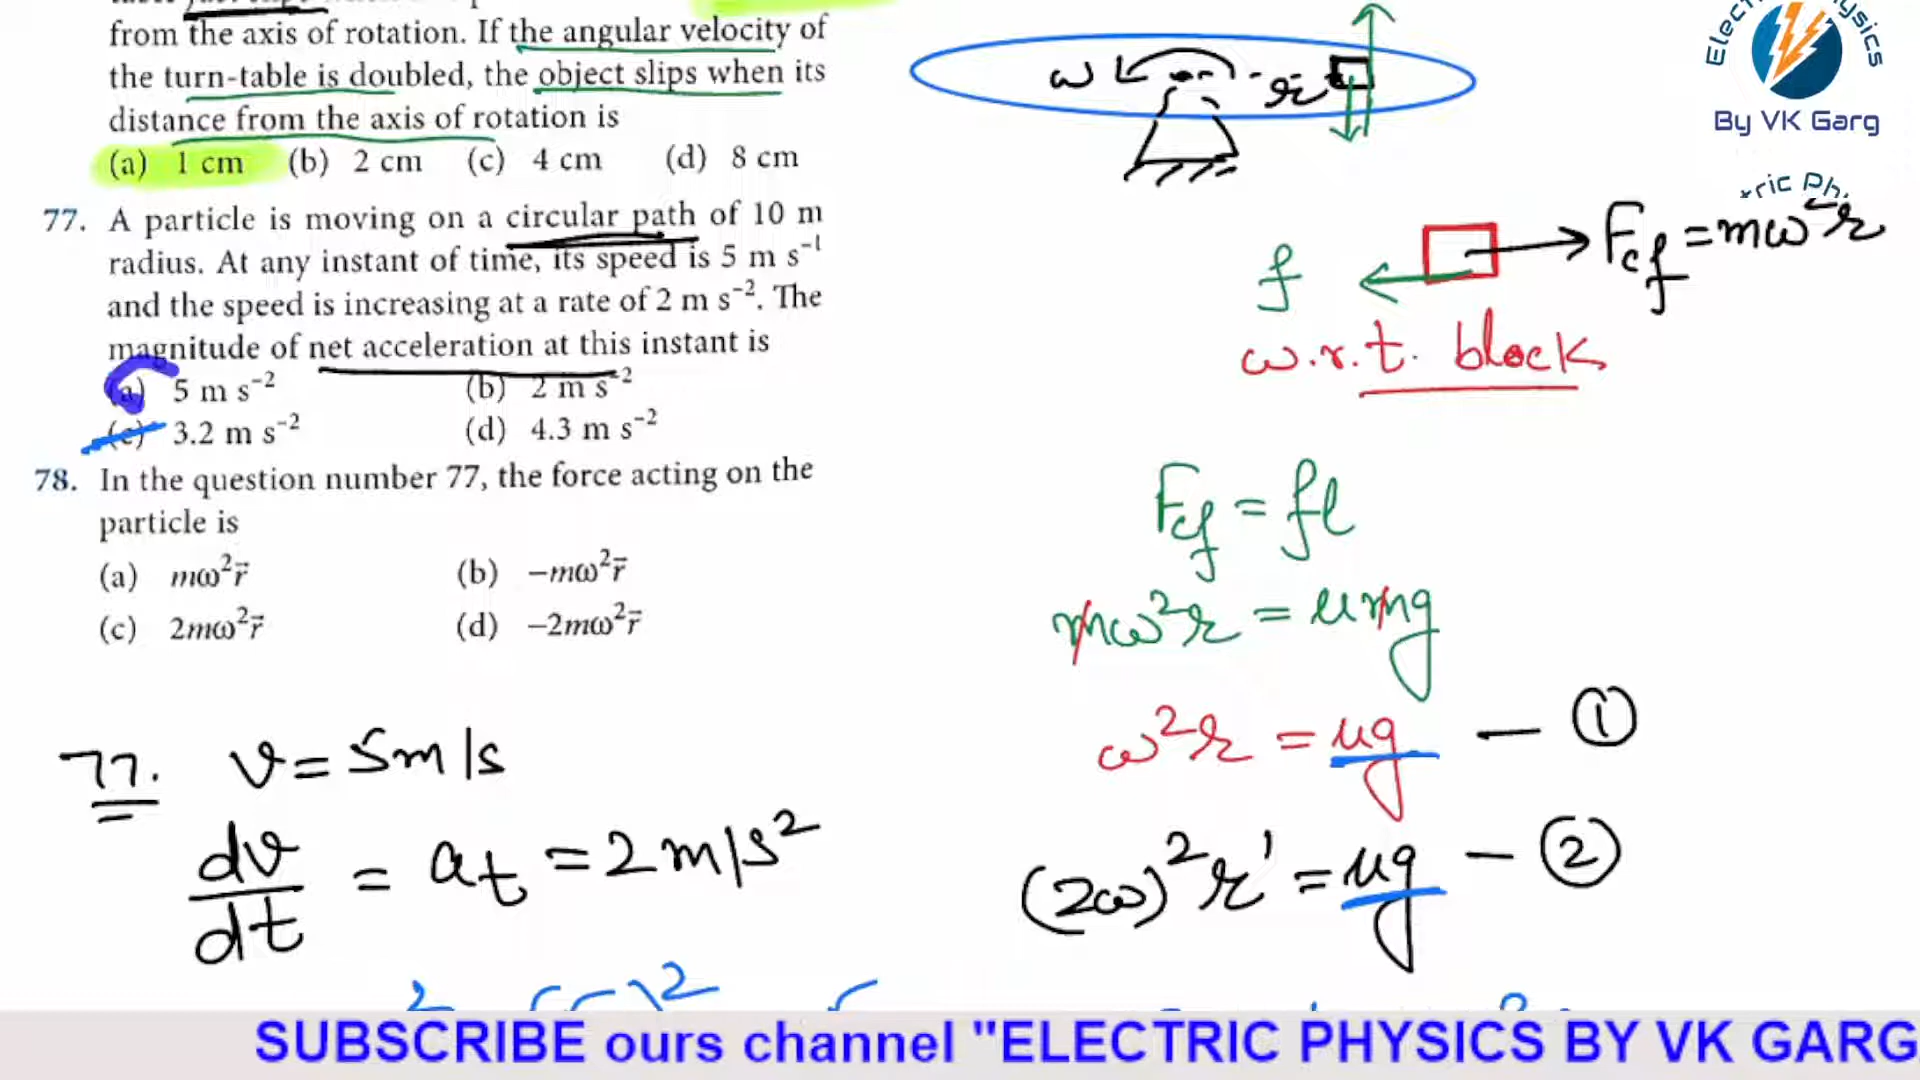 from the axis of rotation. If the angular velocity of
the turn-table is doubled, the object slips when its
distance from the axis of rotation is
(a) 1 cm (b) 2 cm (c) 4 cm (d) 8 cm
77. A particle is moving on a circular path of 10 m
radius. At any instant of time, its speed is 5 m s⁻¹
and the speed is increasing at a rate of 2 m s⁻². The
magnitude of net acceleration at this instant is
(a) 5 m s⁻² (b) 2 m s⁻²
(c) 3.2 m s⁻² (d) 4.3 m s⁻²
78. In the question number 77, the force acting on the
particle is
(a) mω²r⃗ (b) −mω²r⃗
(c) 2mω²r⃗ (d) −2mω²r⃗
77. v = 5 m/s
dv/dt = at = 2 m/s²
ω r
f Fcf = mω²r
w.r.t. block
Fcf = fl
mω²r = μmg
ω²r = μg — ①
(2ω)²r' = μg — ②
By VK Garg
SUBSCRIBE ours channel "ELECTRIC PHYSICS BY VK GARG